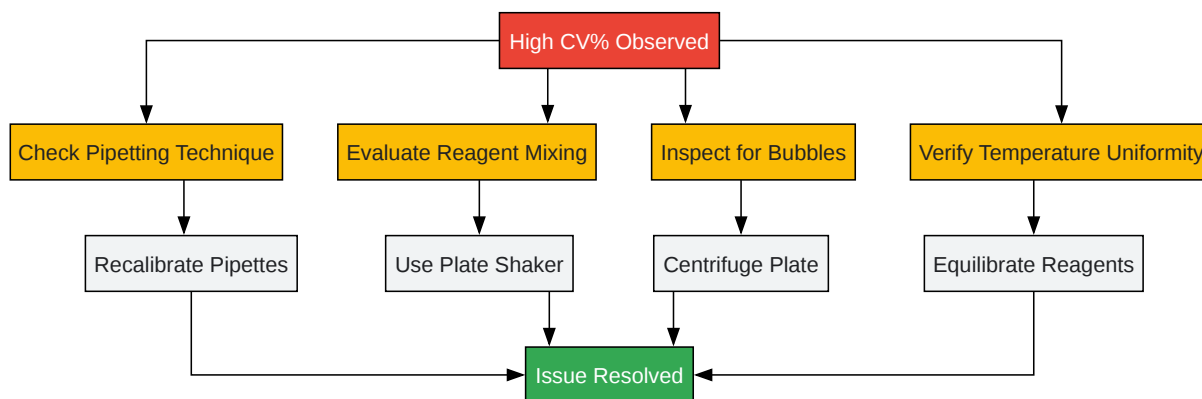 High CV% Observed
Check Pipetting Technique
Evaluate Reagent Mixing
Inspect for Bubbles
Verify Temperature Uniformity
Recalibrate Pipettes
Use Plate Shaker
Centrifuge Plate
Equilibrate Reagents
Issue Resolved